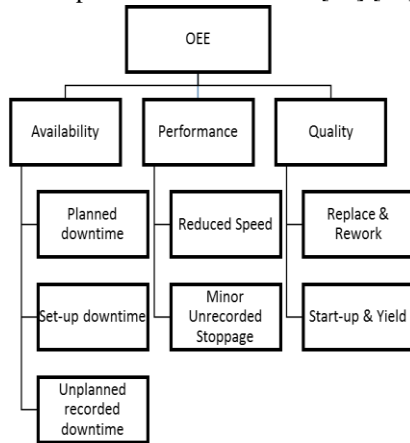 OEE
Availability
Performance
Quality
Planned
downtime
Reduced Speed
Replace &
Rework
Set-up downtime
Minor
Unrecorded
Stoppage
Start-up & Yield
Unplanned
recorded
downtime